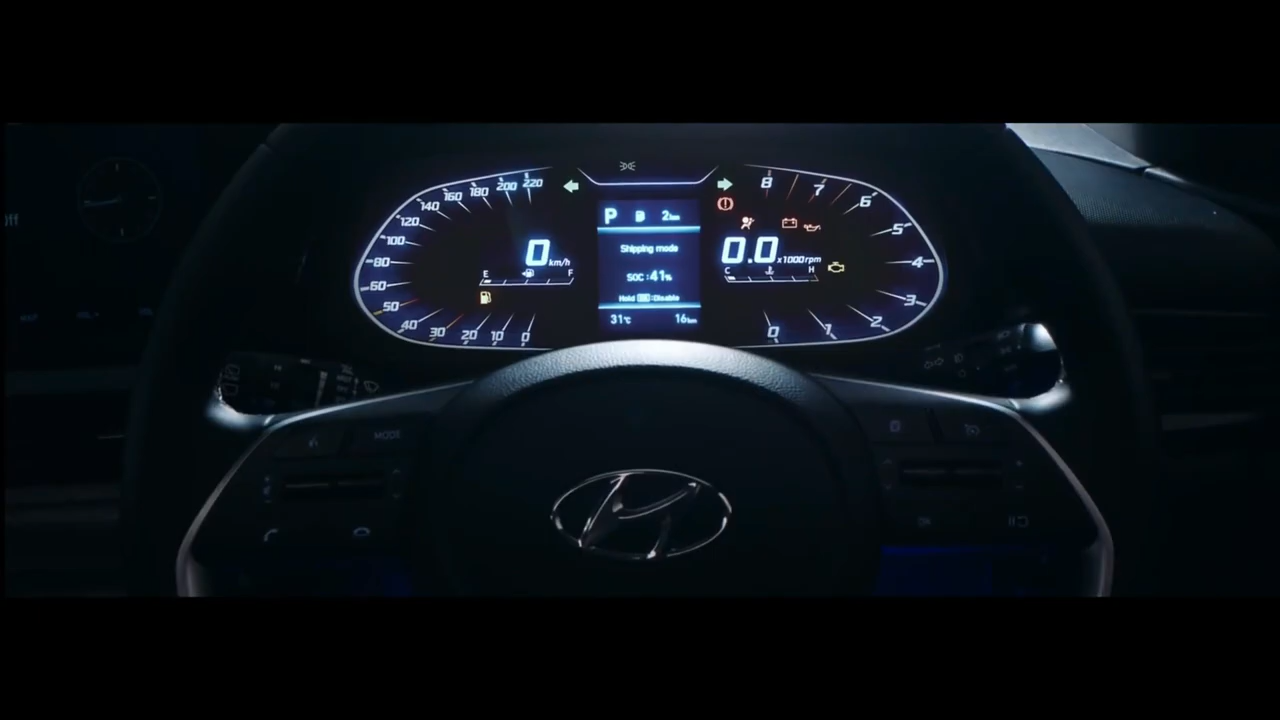 off
220
200
180
160
140
120
100
80
60
50
40
30
20
10
0
0 km/h
E F
P 2km
Shipping mode
SOC : 41%
Hold OK : Disable
31°C 16km
8
7
6
5
4
3
2
1
0
0.0 x1000rpm
C H
MODE